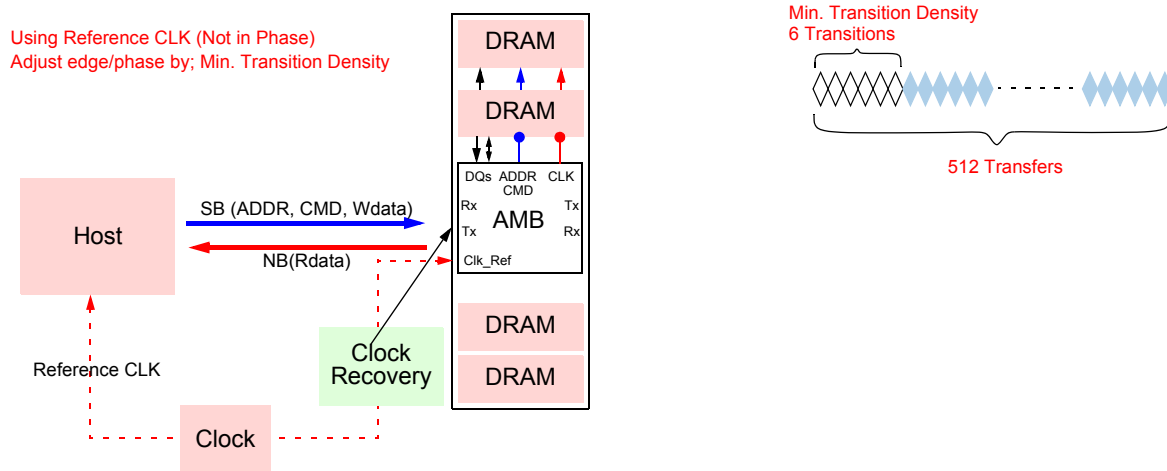 Using Reference CLK (Not in Phase)
Adjust edge/phase by; Min. Transition Density
DRAM
DRAM
DQs ADDR CLK
CMD
Rx Tx
AMB
Tx Rx
Clk_Ref
DRAM
DRAM
Host
SB (ADDR, CMD, Wdata)
NB(Rdata)
Reference CLK
Clock
Recovery
Clock
Min. Transition Density
6 Transitions
512 Transfers